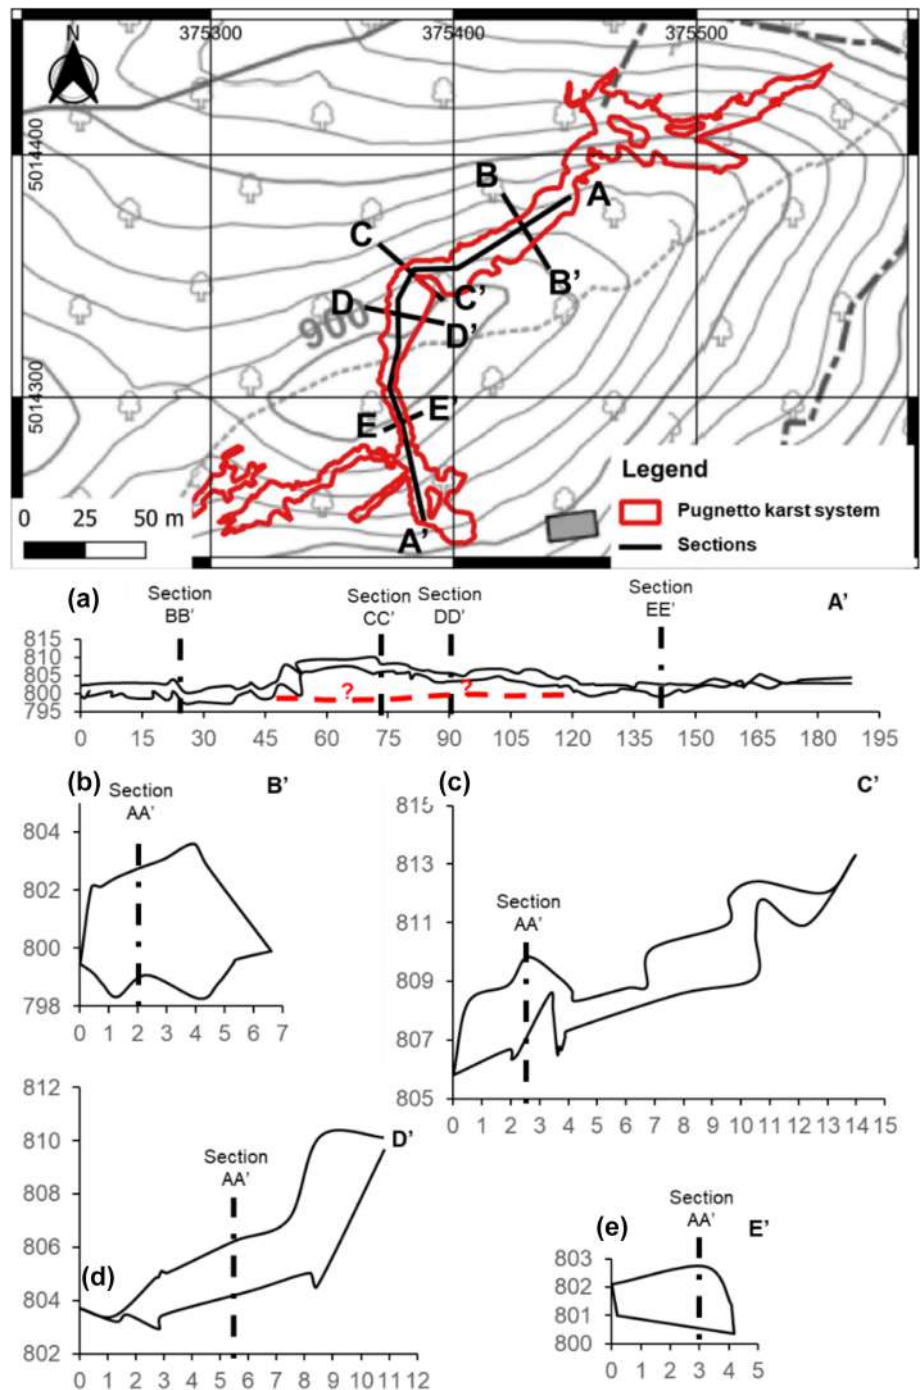 N
375300
375400
375500
5014400
5014300
B
A
C
B'
D
C'
900
D'
E
E'
A'
0 25 50 m
Legend
Pugnetto karst system
Sections
(a)
Section
BB'
Section
CC'
Section
DD'
Section
EE'
A'
815
810
805
800
795
?
?
0 15 30 45 60 75 90 105 120 135 150 165 180 195
(b)
Section
AA'
B'
804
802
800
798
0 1 2 3 4 5 6 7
(c)
C'
815
813
811
809
807
805
Section
AA'
0 1 2 3 4 5 6 7 8 9 10 11 12 13 14 15
812
810
808
806
804
802
D'
Section
AA'
(d)
0 1 2 3 4 5 6 7 8 9 10 11 12
(e)
Section
AA'
E'
803
802
801
800
0 1 2 3 4 5